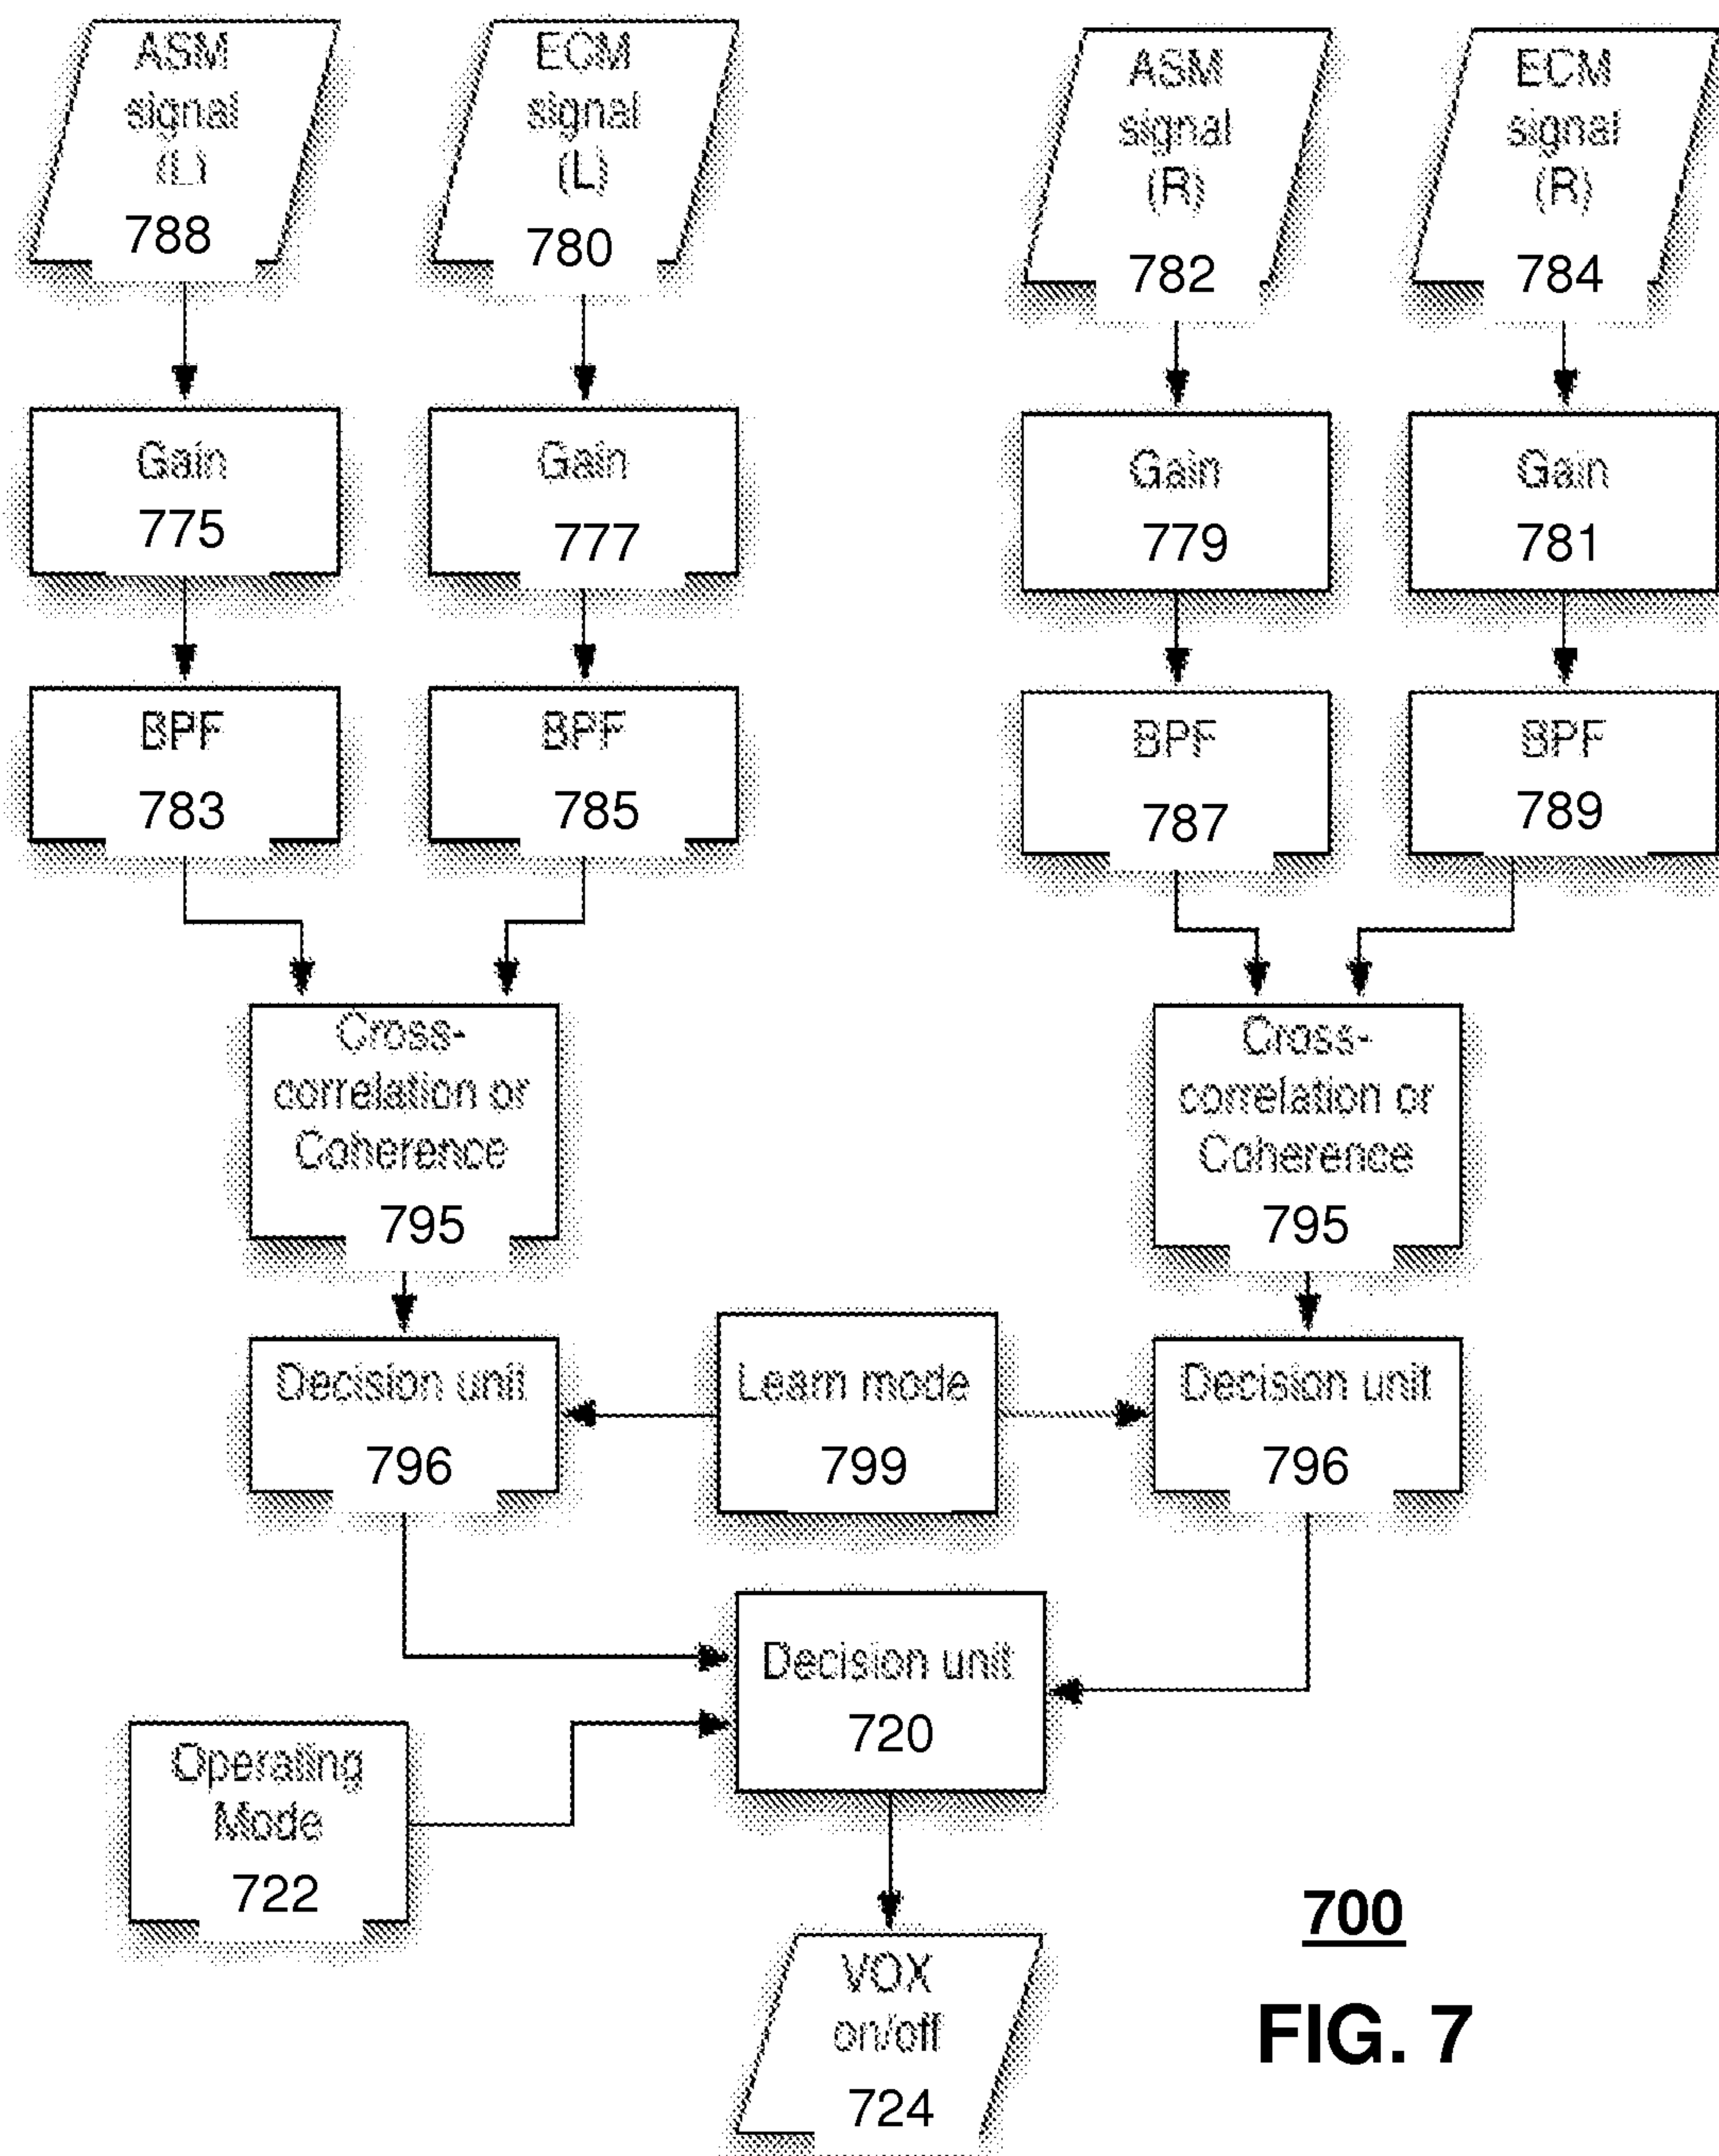 ASM
signal
(L)
788
ECM
signal
(L)
780
ASM
signal
(R)
782
ECM
signal
(R)
784
Gain
775
Gain
777
Gain
779
Gain
781
BPF
783
BPF
785
BPF
787
BPF
789
Cross-
correlation or
Coherence
795
Cross-
correlation or
Coherence
795
Decision unit
796
Learn mode
799
Decision unit
796
Decision unit
720
Operating
Mode
722
VOX
on/off
724
700
FIG. 7